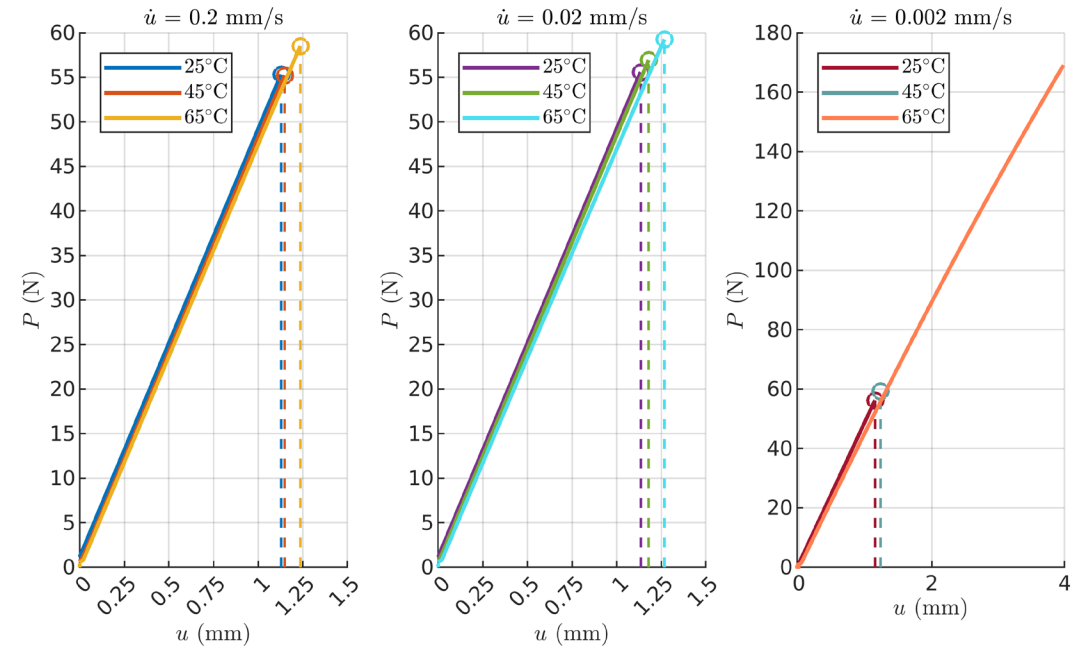 u̇ = 0.2 mm/s
60
55
50
45
40
35
30
25
20
15
10
5
0
P (N)
25°C
45°C
65°C
0
0.25
0.5
0.75
1
1.25
1.5
u (mm)
u̇ = 0.02 mm/s
60
55
50
45
40
35
30
25
20
15
10
5
0
P (N)
25°C
45°C
65°C
0
0.25
0.5
0.75
1
1.25
1.5
u (mm)
u̇ = 0.002 mm/s
180
160
140
120
100
80
60
40
20
0
P (N)
25°C
45°C
65°C
0
2
4
u (mm)